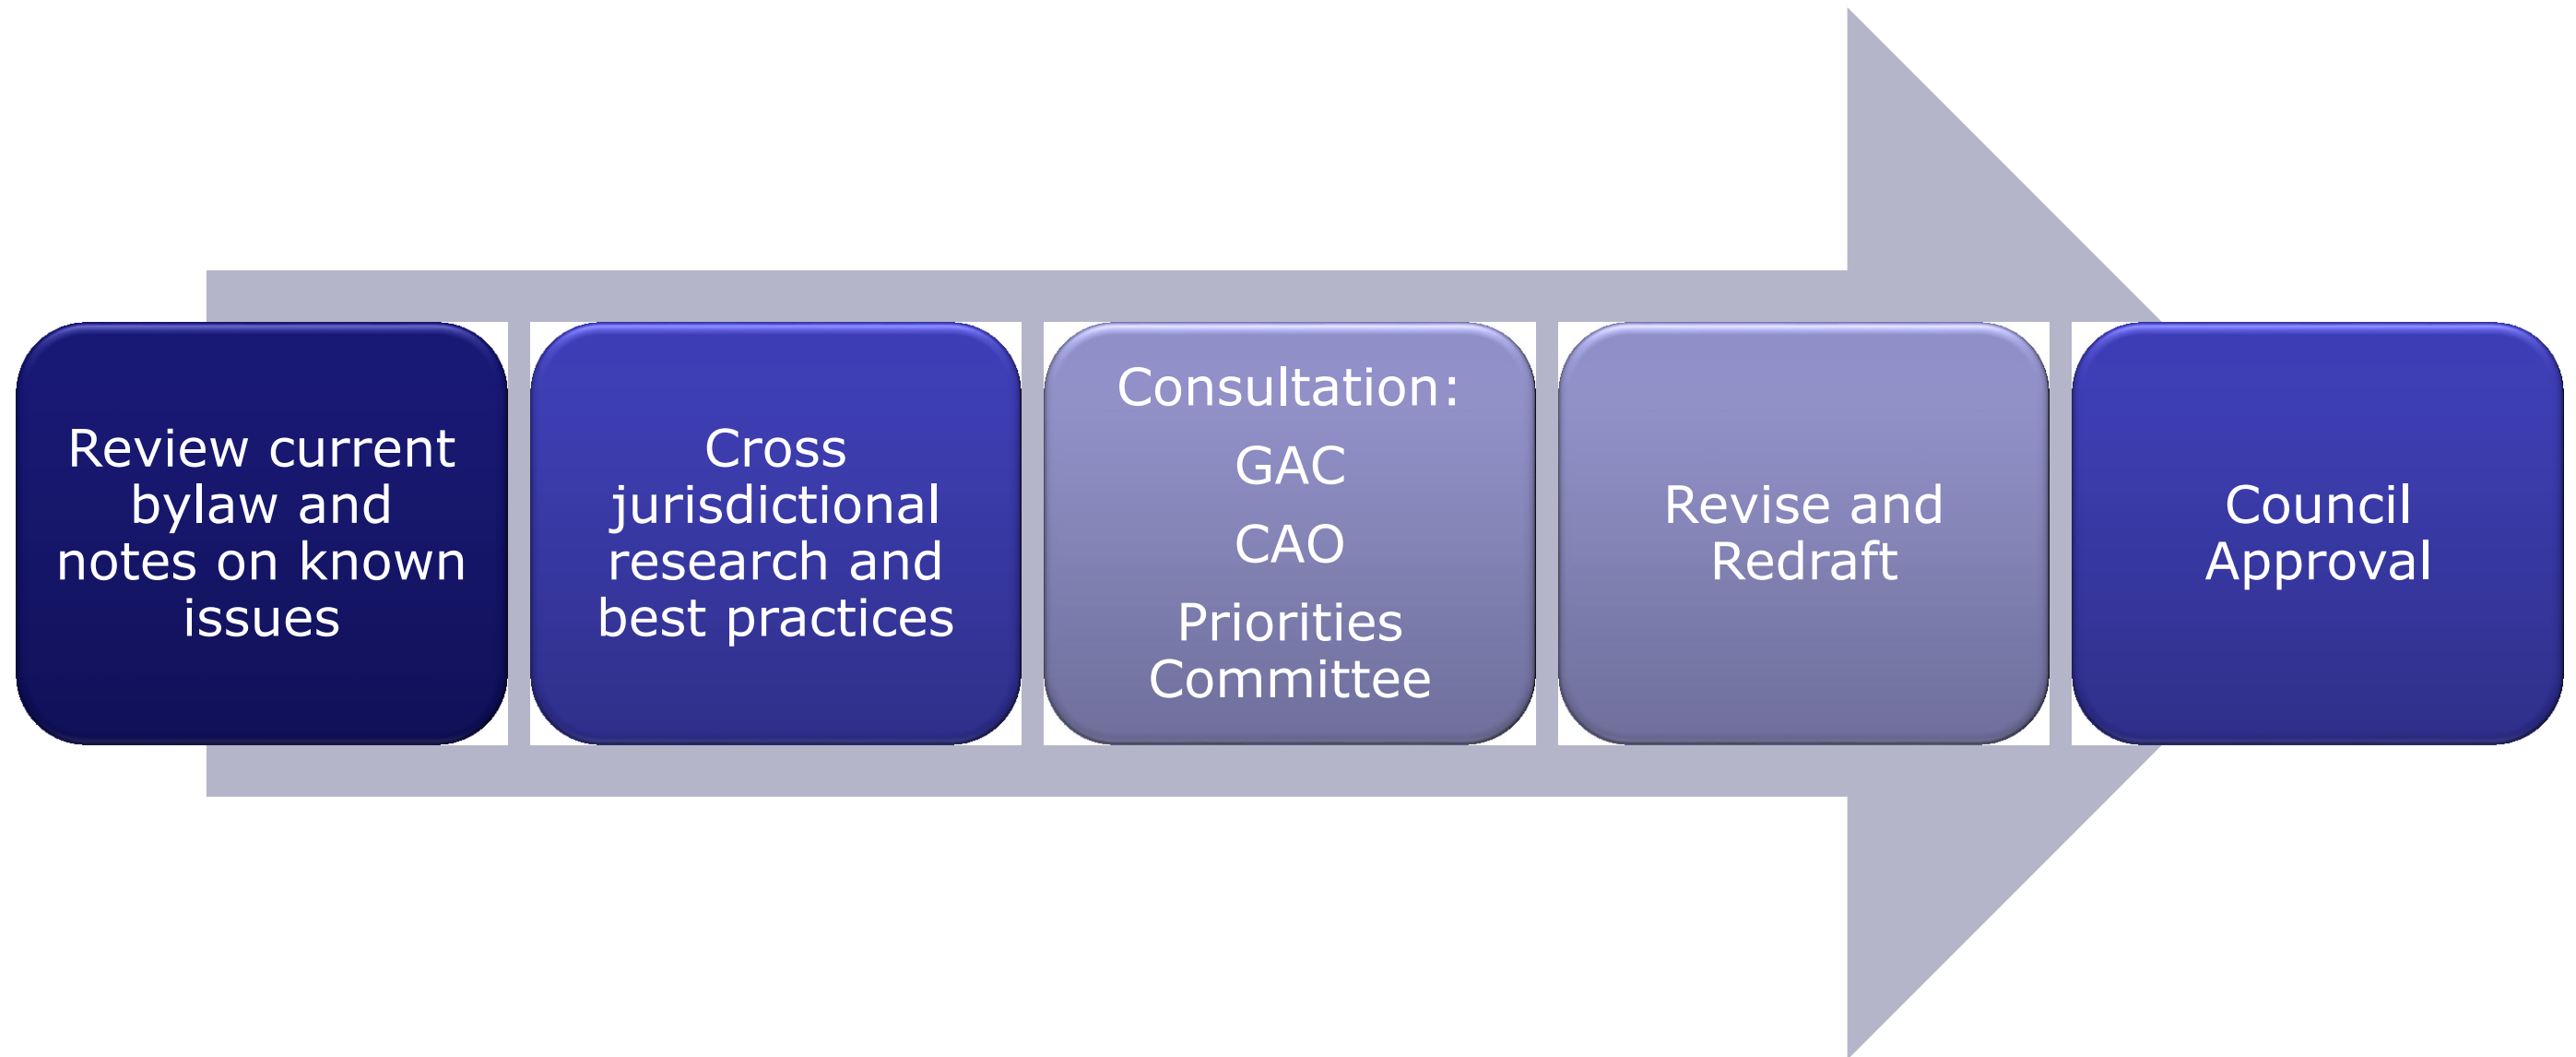 Review current
bylaw and
notes on known
issues
Cross
jurisdictional
research and
best practices
Consultation:
GAC
CAO
Priorities
Committee
Revise and
Redraft
Council
Approval